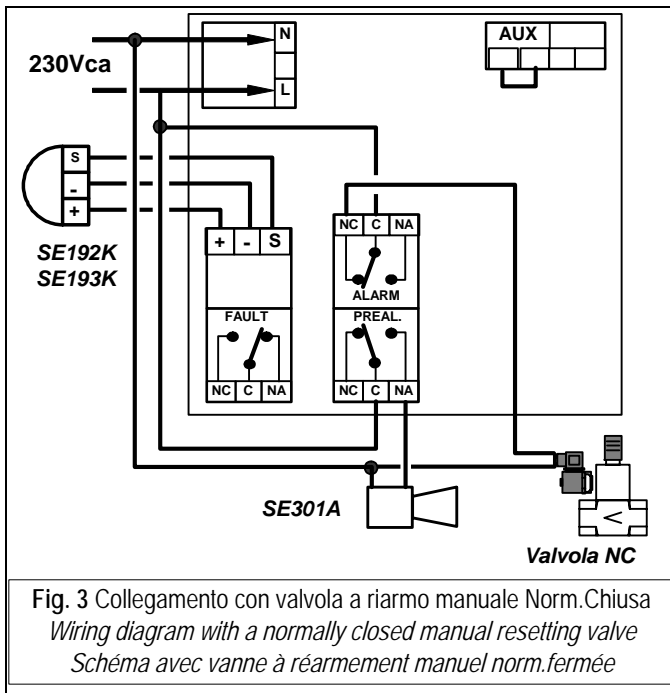 N
AUX
230Vca
L
S
-
+
SE192K
SE193K
+ - S
NC C NA
ALARM
FAULT
PREAL.
NC C NA
NC C NA
SE301A
Valvola NC
Fig. 3 Collegamento con valvola a riarmo manuale Norm.Chiusa
Wiring diagram with a normally closed manual resetting valve
Schéma avec vanne à réarmement manuel norm.fermée